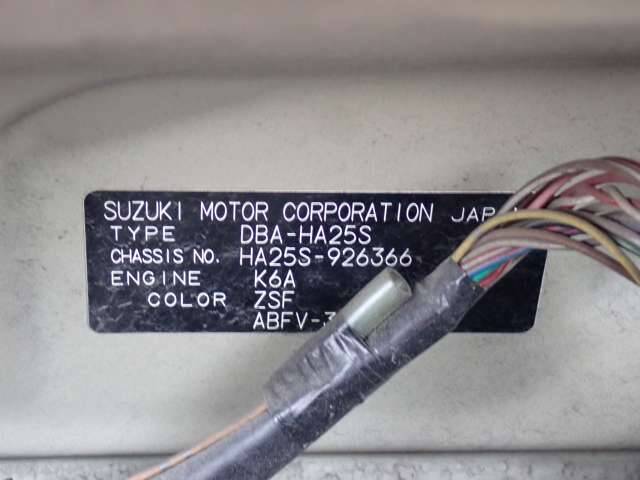 SUZUKI MOTOR CORPORATION
TYPE DBA-HA25S
CHASSIS NO. HA25S-926366
ENGINE K6A
COLOR ZSF